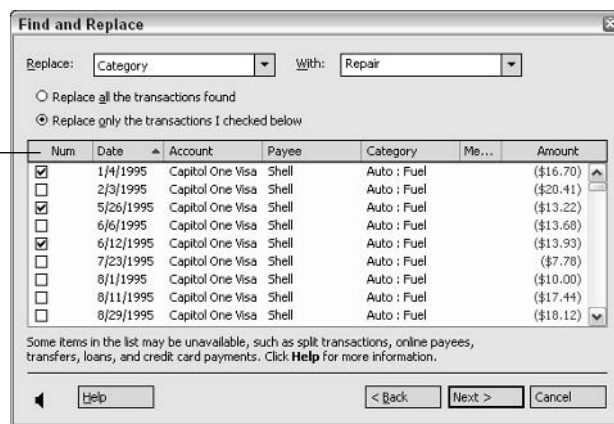 Find and Replace
Replace: Category With: Repair
Replace all the transactions found
Replace only the transactions I checked below
Num Date Account Payee Category Me... Amount
1/4/1995 Capitol One Visa Shell Auto : Fuel ($16.70)
2/3/1995 Capitol One Visa Shell Auto : Fuel ($20.41)
5/26/1995 Capitol One Visa Shell Auto : Fuel ($13.22)
6/6/1995 Capitol One Visa Shell Auto : Fuel ($13.68)
6/12/1995 Capitol One Visa Shell Auto : Fuel ($13.93)
7/23/1995 Capitol One Visa Shell Auto : Fuel ($7.78)
8/1/1995 Capitol One Visa Shell Auto : Fuel ($10.00)
8/11/1995 Capitol One Visa Shell Auto : Fuel ($17.44)
8/29/1995 Capitol One Visa Shell Auto : Fuel ($18.12)
Some items in the list may be unavailable, such as split transactions, online payees,
transfers, loans, and credit card payments. Click Help for more information.
Help < Back Next > Cancel